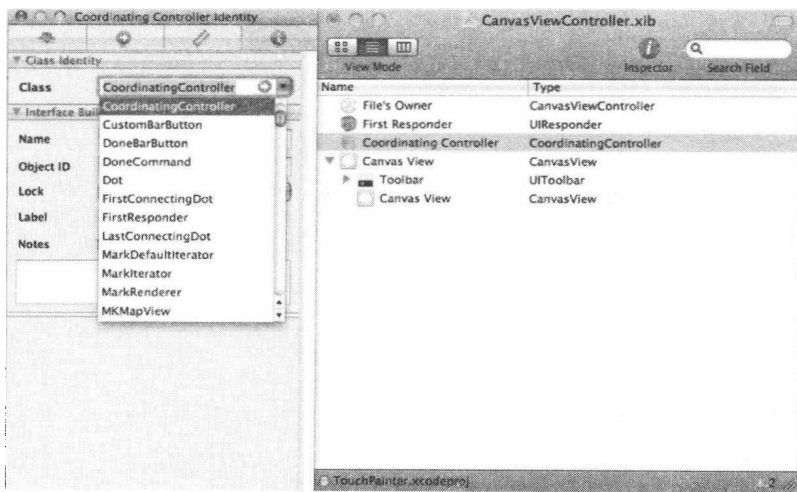 Coordinating Controller Identity
Class Identity
Class
CoordinatingController
CoordinatingController
CustomBarButton
DoneBarButton
DoneCommand
Dot
FirstConnectingDot
FirstResponder
LastConnectingDot
MarkDefaultIterator
MarkIterator
MarkRenderer
MKMapView
Interface Buil
Name
Object ID
Lock
Label
Notes
CanvasViewController.xib
View Mode
Inspector
Search Field
Name Type
File's Owner CanvasViewController
First Responder UIResponder
Coordinating Controller CoordinatingController
Canvas View CanvasView
Toolbar UIToolbar
Canvas View CanvasView
TouchPainter.xcodeproj
2